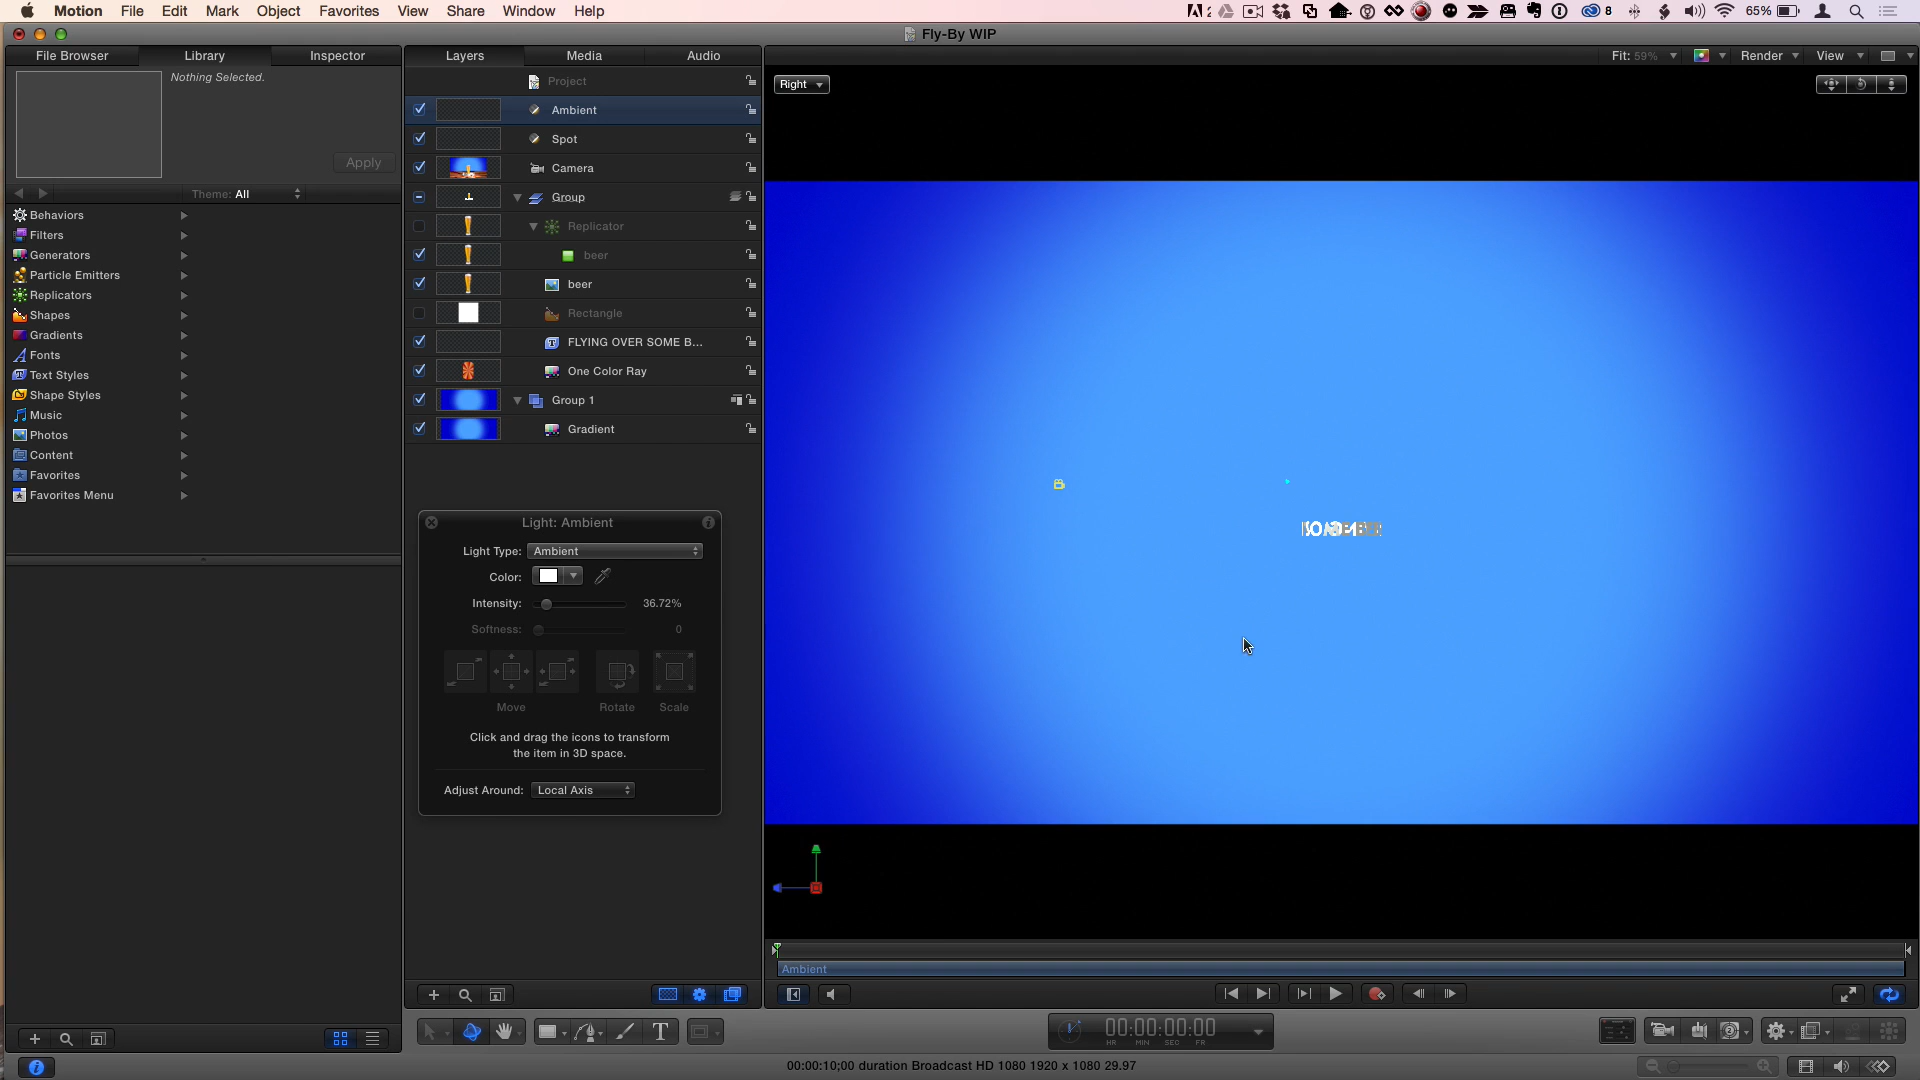 Motion File Edit Mark Object Favorites View Share Window Help 2 8 65%
Fly-By WIP
File Browser Library Inspector Layers Media Audio Fit: 59% Render View
Nothing Selected.
Apply
Theme: All
Behaviors
Filters
Generators
Particle Emitters
Replicators
Shapes
Gradients
Fonts
Text Styles
Shape Styles
Music
Photos
Content
Favorites
Favorites Menu
Project
Ambient
Spot
Camera
Group
Replicator
beer
beer
Rectangle
FLYING OVER SOME B...
One Color Ray
Group 1
Gradient
Light: Ambient
Light Type: Ambient
Color:
Intensity: 36.72%
Softness: 0
Move Rotate Scale
Click and drag the icons to transform
the item in 3D space.
Adjust Around: Local Axis
Right
Ambient
00:00:00:00
HR MIN SEC FR
00:00:10;00 duration Broadcast HD 1080 1920 x 1080 29.97